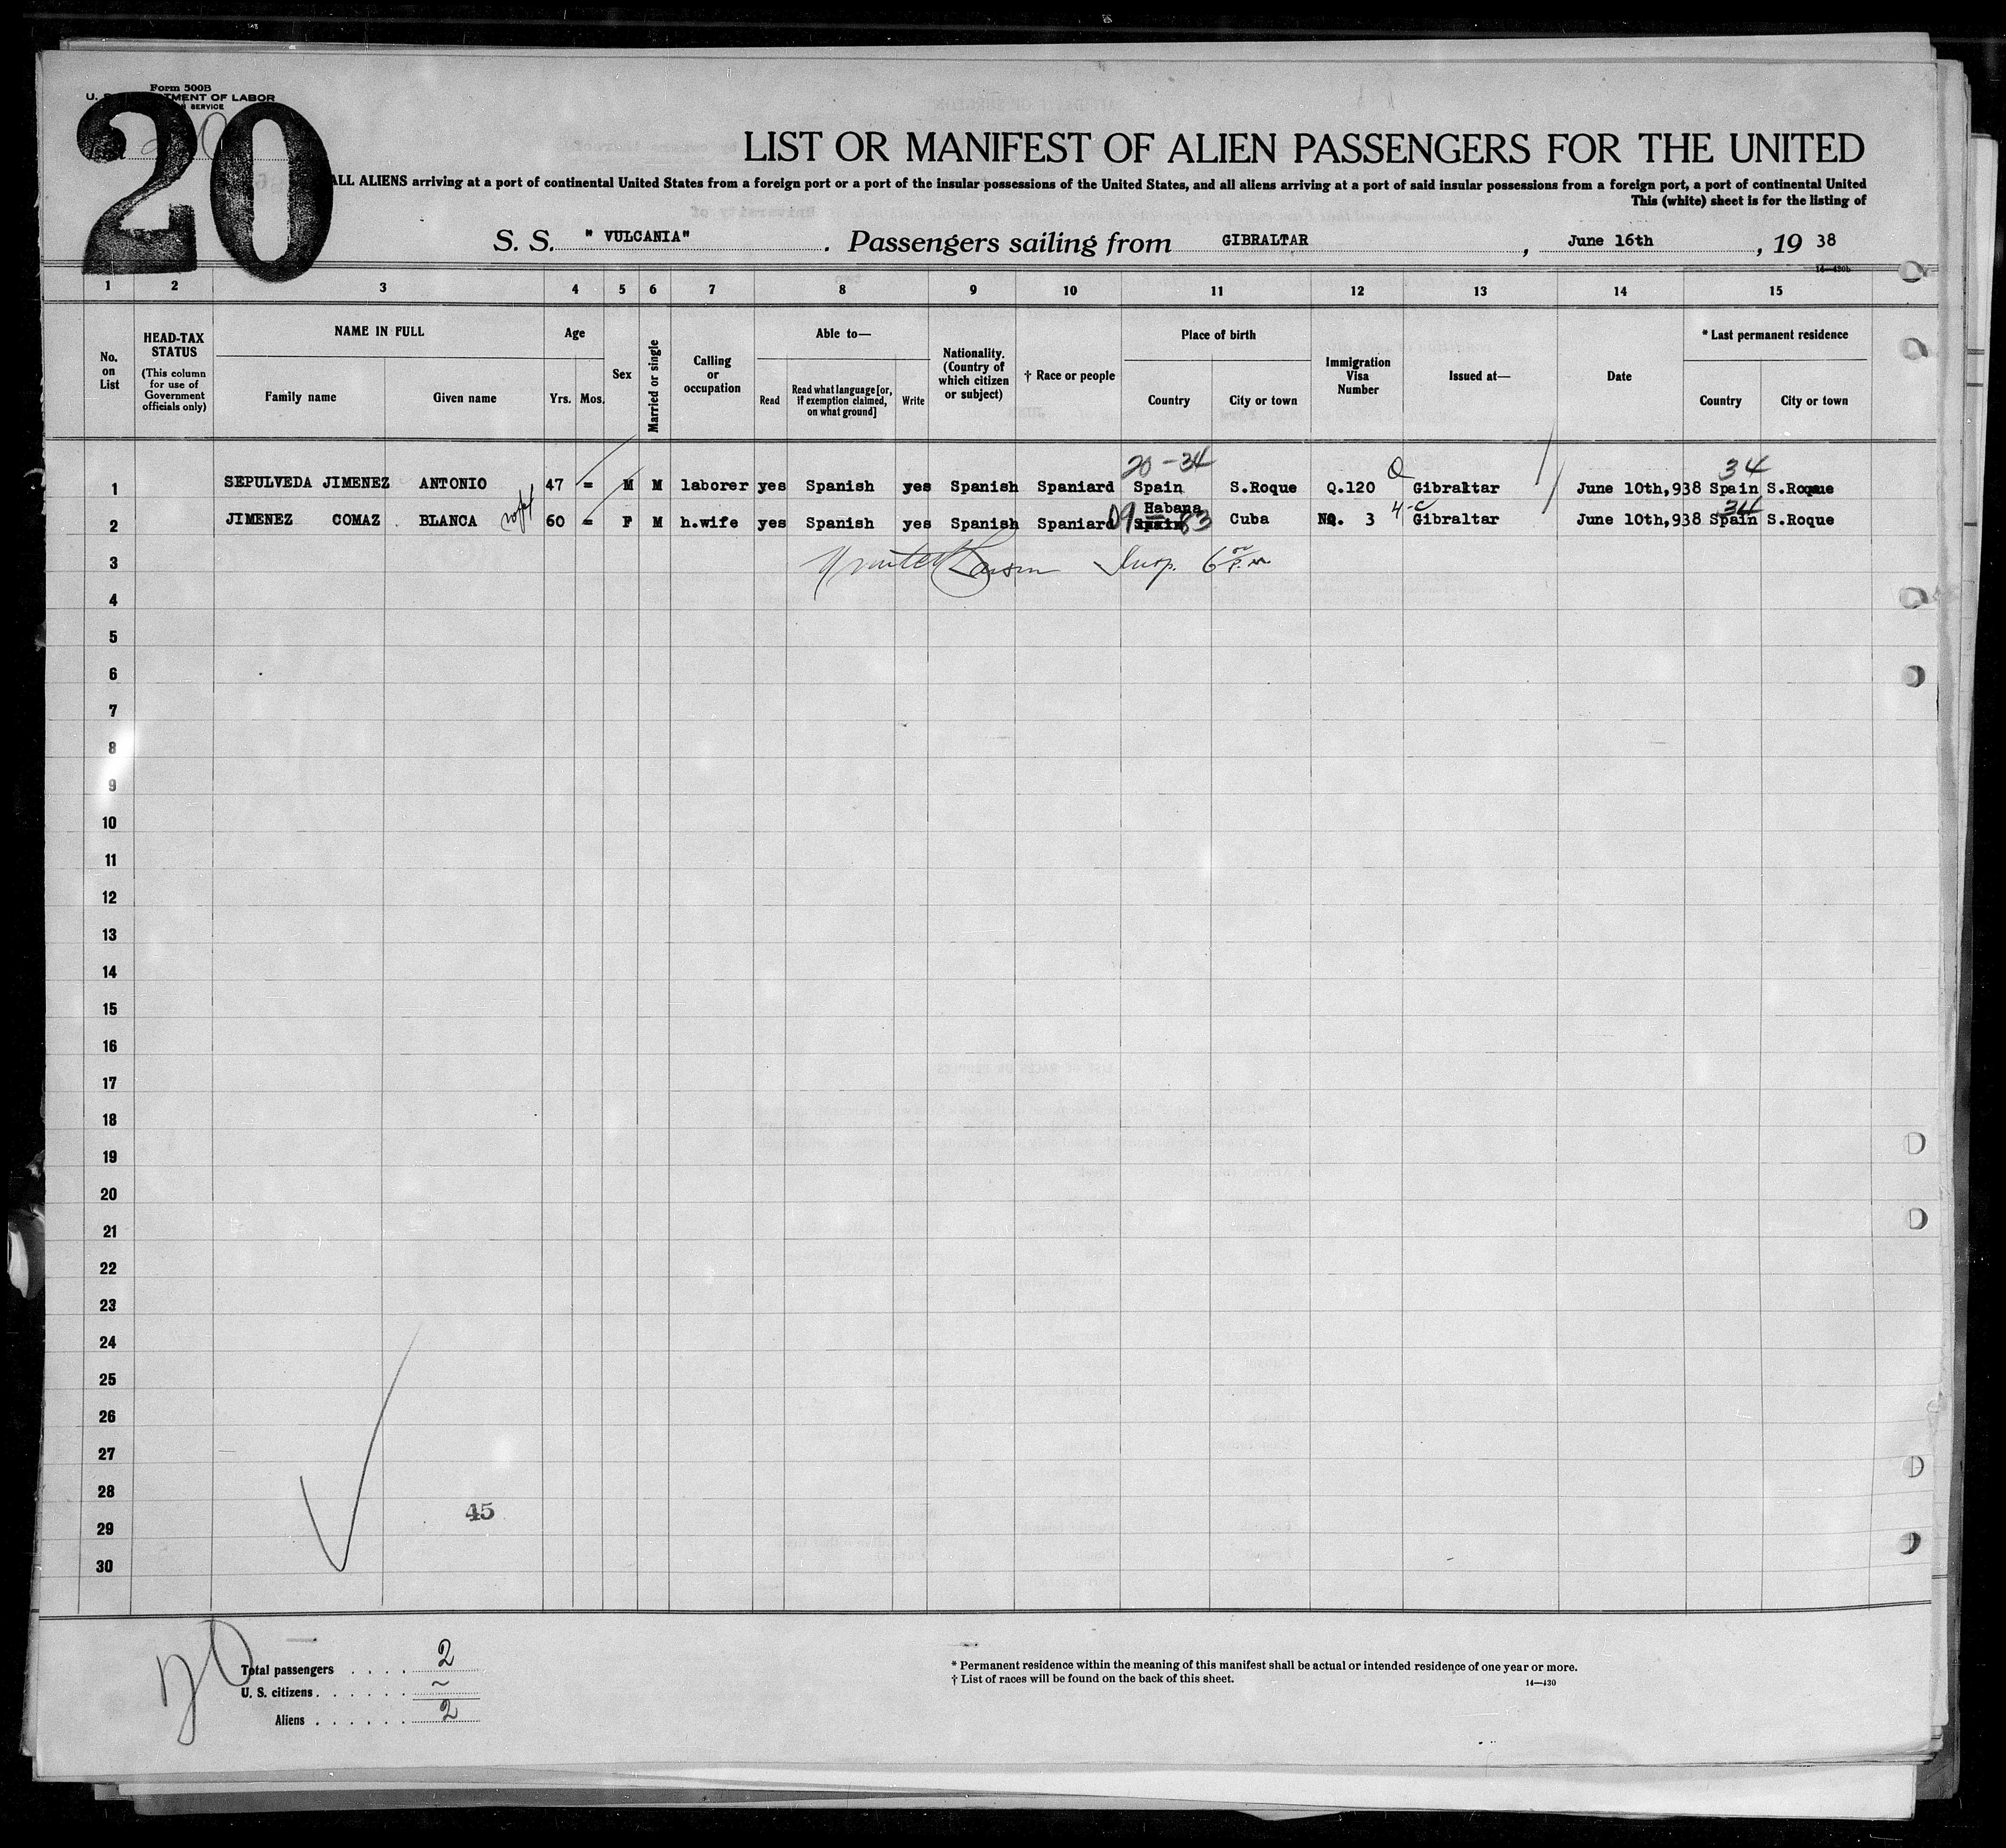 Form 500B
U. S. DEPARTMENT OF LABOR
SERVICE
20
LIST OR MANIFEST OF ALIEN PASSENGERS FOR THE UNITED
ALL ALIENS arriving at a port of continental United States from a foreign port or a port of the insular possessions of the United States, and all aliens arriving at a port of said insular possessions from a foreign port, a port of continental United
This (white) sheet is for the listing of
S. S. " VULCANIA" . Passengers sailing from GIBRALTAR , June 16th , 19 38
14—430b
1 2 3 4 5 6 7 8 9 10 11 12 13 14 15
No. on List
HEAD-TAX STATUS (This column for use of Government officials only)
NAME IN FULL
Family name Given name
Age
Yrs. Mos.
Sex
Married or single
Calling or occupation
Able to—
Read Read what language [or, if exemption claimed, on what ground] Write
Nationality. (Country of which citizen or subject)
† Race or people
Place of birth
Country City or town
Immigration Visa Number
Issued at—
Date
* Last permanent residence
Country City or town
20-34 Q 34
1 SEPULVEDA JIMENEZ ANTONIO 47 = M M laborer yes Spanish yes Spanish Spaniard Spain S.Roque Q.120 Gibraltar June 10th,938 Spain S.Roque
Habana 4-c 34
2 JIMENEZ COMAZ BLANCA 60 = F M h.wife yes Spanish yes Spanish Spaniard 09 Spain 83 Cuba NQ. 3 Gibraltar June 10th,938 Spain S.Roque
3 Insp. 6 P.M.
4
5
6
7
8
9
10
11
12
13
14
15
16
17
18
19
20
21
22
23
24
25
26
27
28
45
29
30
20
Total passengers . . . . 2
U. S. citizens . . . . . . ~
Aliens . . . . . . 2
* Permanent residence within the meaning of this manifest shall be actual or intended residence of one year or more.
† List of races will be found on the back of this sheet.
14—430